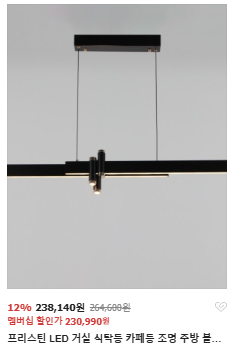 12% 238,140원 264,600원
멤버십 할인가 230,990원
프리스틴 LED 거실 식탁등 카페등 조명 주방 블...